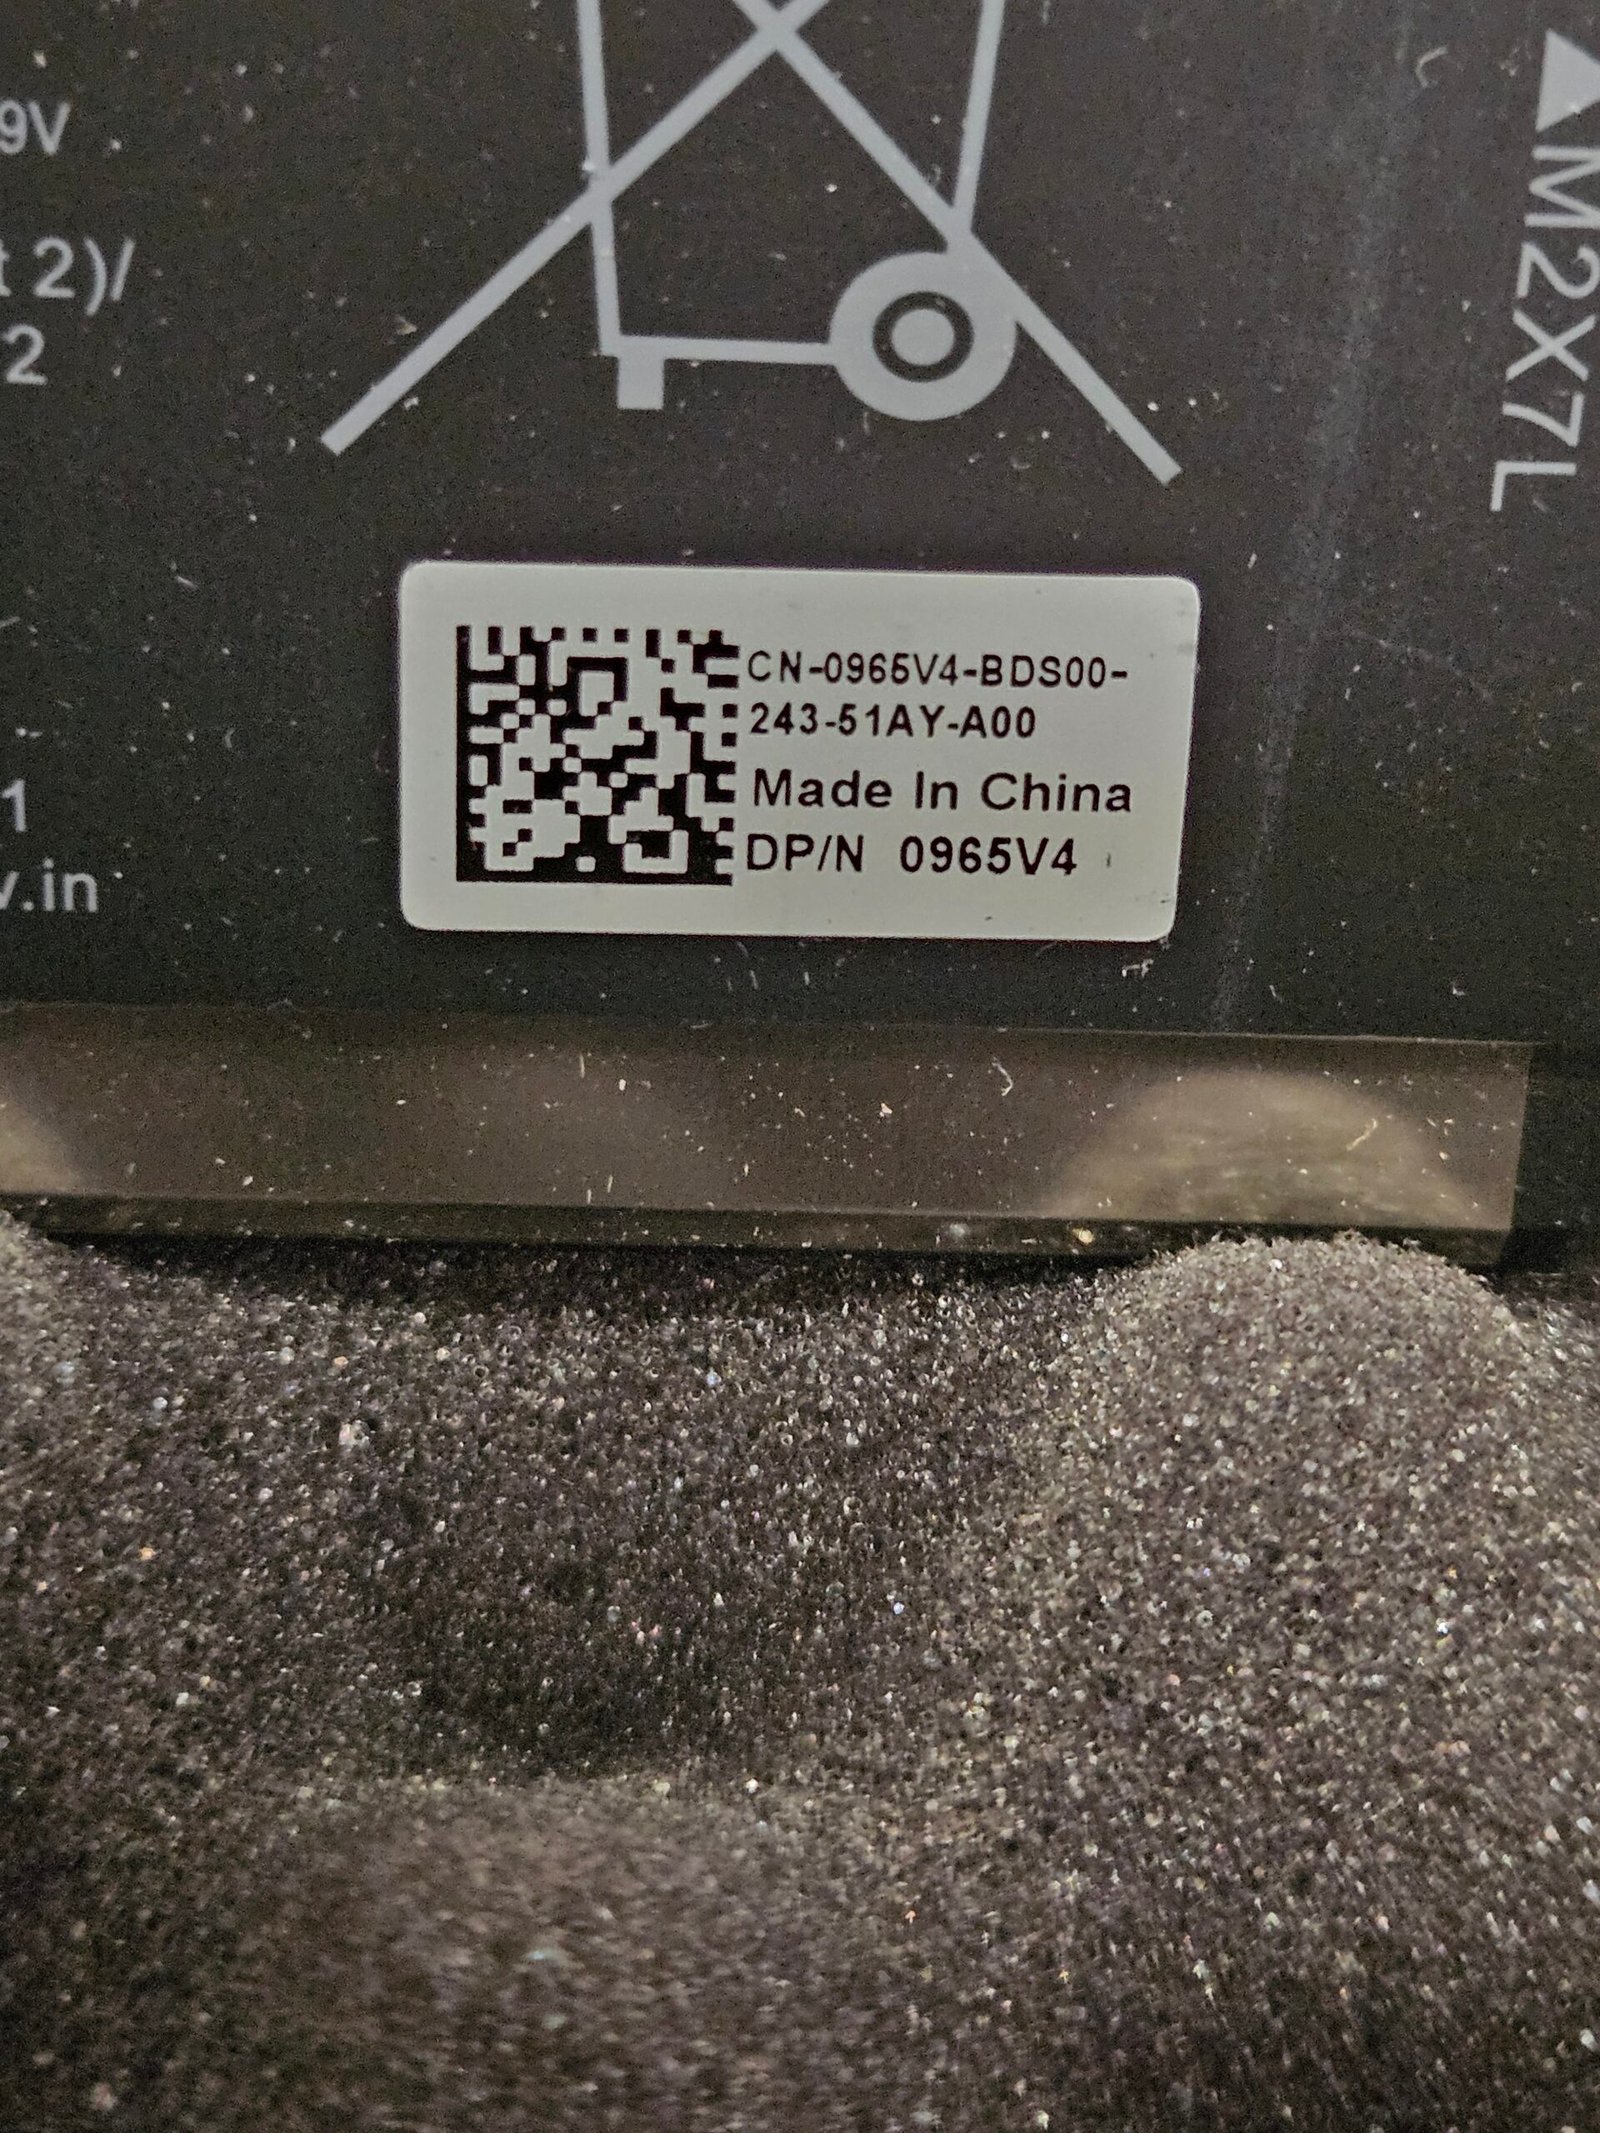 9V
t 2)/
2
▲M2X7L
CN-0965V4-BDS00-
243-51AY-A00
Made In China
DP/N 0965V4
1
v.in